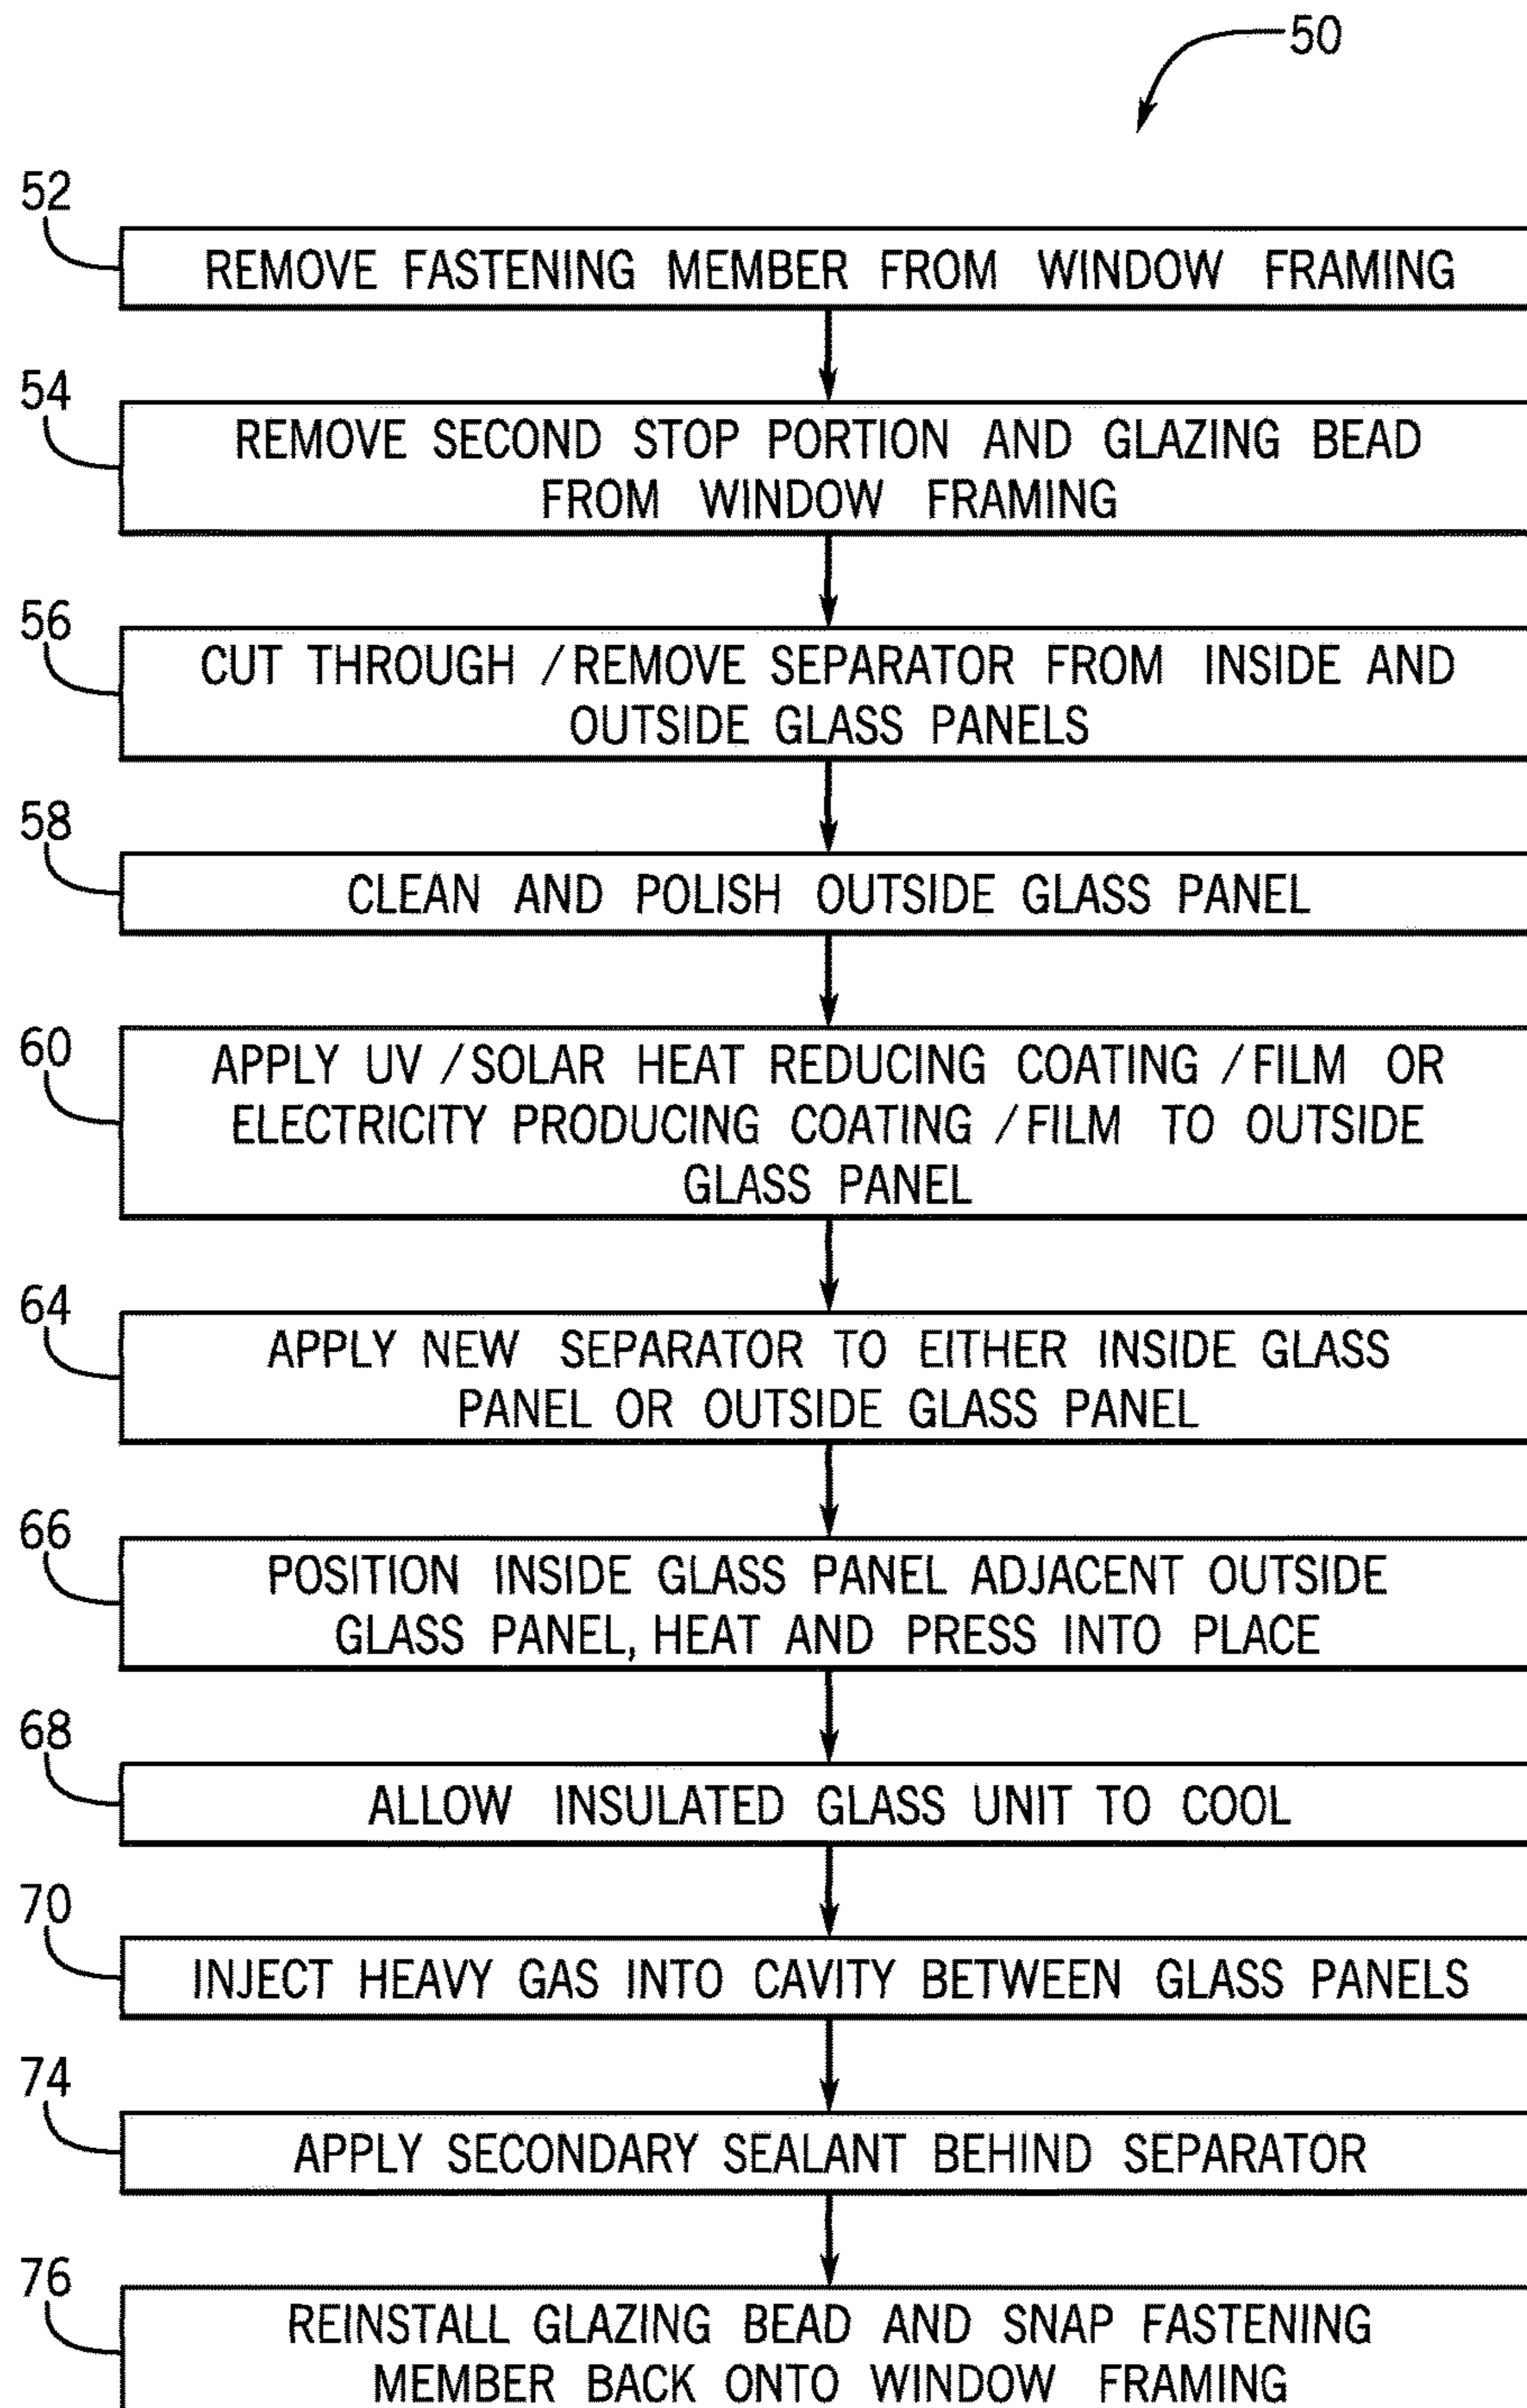 50
52
REMOVE FASTENING MEMBER FROM WINDOW FRAMING
54
REMOVE SECOND STOP PORTION AND GLAZING BEAD
FROM WINDOW FRAMING
56
CUT THROUGH /REMOVE SEPARATOR FROM INSIDE AND
OUTSIDE GLASS PANELS
58
CLEAN AND POLISH OUTSIDE GLASS PANEL
60
APPLY UV /SOLAR HEAT REDUCING COATING /FILM OR
ELECTRICITY PRODUCING COATING /FILM TO OUTSIDE
GLASS PANEL
64
APPLY NEW SEPARATOR TO EITHER INSIDE GLASS
PANEL OR OUTSIDE GLASS PANEL
66
POSITION INSIDE GLASS PANEL ADJACENT OUTSIDE
GLASS PANEL, HEAT AND PRESS INTO PLACE
68
ALLOW INSULATED GLASS UNIT TO COOL
70
INJECT HEAVY GAS INTO CAVITY BETWEEN GLASS PANELS
74
APPLY SECONDARY SEALANT BEHIND SEPARATOR
76
REINSTALL GLAZING BEAD AND SNAP FASTENING
MEMBER BACK ONTO WINDOW FRAMING